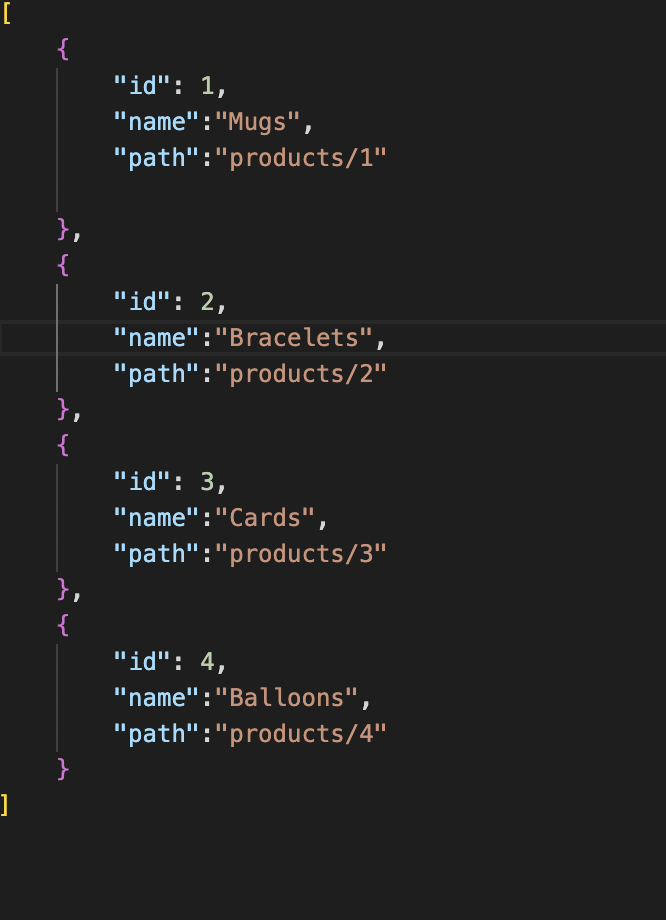 [
    {
        "id": 1,
        "name":"Mugs",
        "path":"products/1"

    },
    {
        "id": 2,
        "name":"Bracelets",
        "path":"products/2"
    },
    {
        "id": 3,
        "name":"Cards",
        "path":"products/3"
    },
    {
        "id": 4,
        "name":"Balloons",
        "path":"products/4"
    }
]